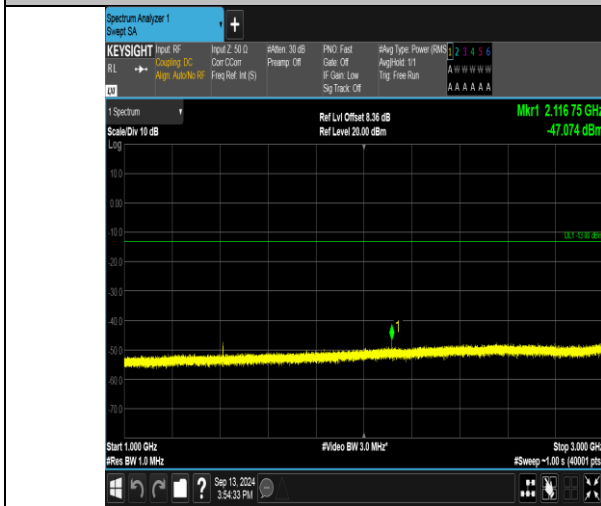 Spectrum Analyzer 1
Swept SA
+
KEYSIGHT
RL
Input: RF
Coupling: DC
Align: Auto/No RF
Input Z: 50 Ω
Corr CCorr
Freq Ref: Int (S)
#Atten: 30 dB
Preamp: Off
PNO: Fast
Gate: Off
IF Gain: Low
Sig Track: Off
#Avg Type: Power (RMS
Avg|Hold: 1/1
Trig: Free Run
1 2 3 4 5 6
A W W W W W
A A A A A A
LXI
1 Spectrum
Scale/Div 10 dB
Ref Lvl Offset 8.36 dB
Ref Level 20.00 dBm
Mkr1 2.116 75 GHz
-47.074 dBm
Log
10.0
0.00
-10.0
DL1 -13.00 dBm
-20.0
-30.0
-40.0
1
-50.0
-60.0
-70.0
Start 1.000 GHz
#Video BW 3.0 MHz*
Stop 3.000 GHz
#Res BW 1.0 MHz
#Sweep ~1.00 s (40001 pts
?
Sep 13, 2024
3:54:33 PM